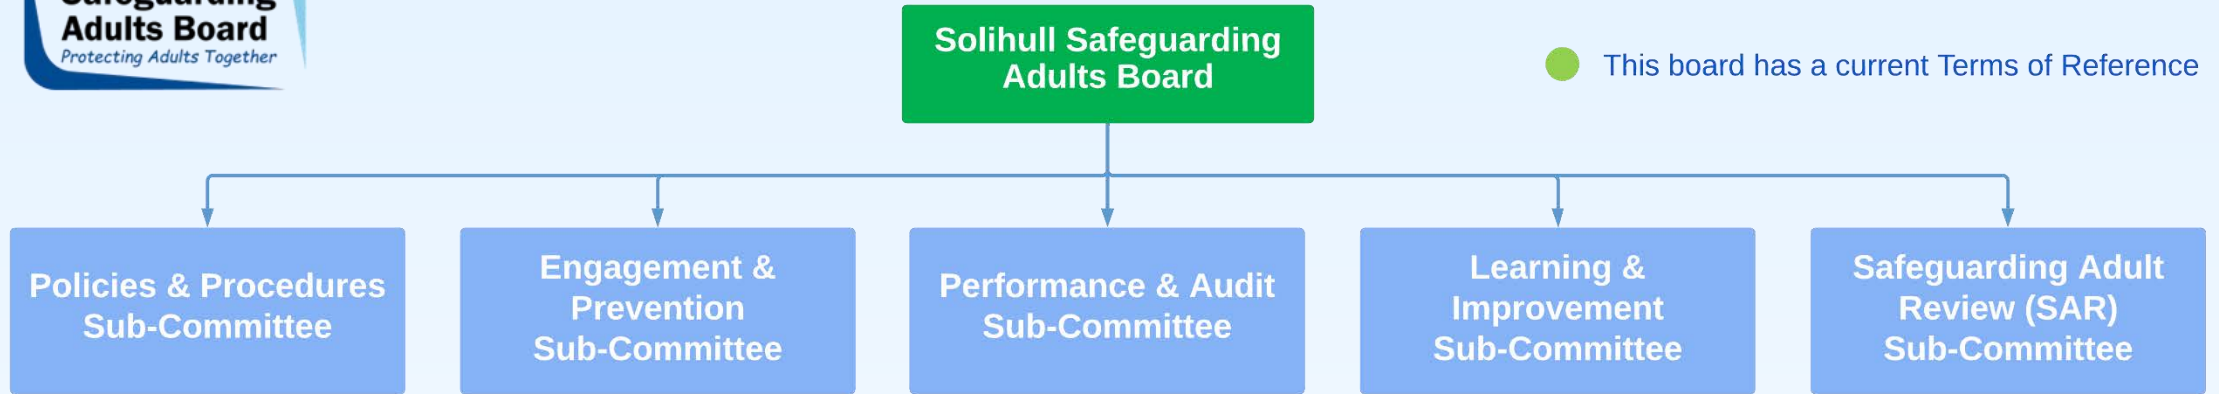 Safeguarding
Adults Board
Protecting Adults Together
Solihull Safeguarding
Adults Board
This board has a current Terms of Reference
Policies & Procedures
Sub-Committee
Engagement &
Prevention
Sub-Committee
Performance & Audit
Sub-Committee
Learning &
Improvement
Sub-Committee
Safeguarding Adult
Review (SAR)
Sub-Committee